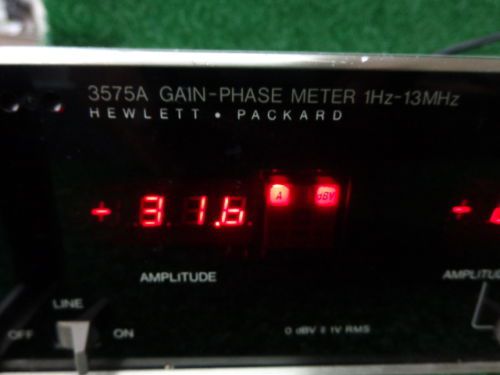 3575A GAIN-PHASE METER 1Hz-13MHz
HEWLETT • PACKARD
+ 31.6 A dBV +
AMPLITUDE
LINE
OFF ON
0 dBV = 1V RMS